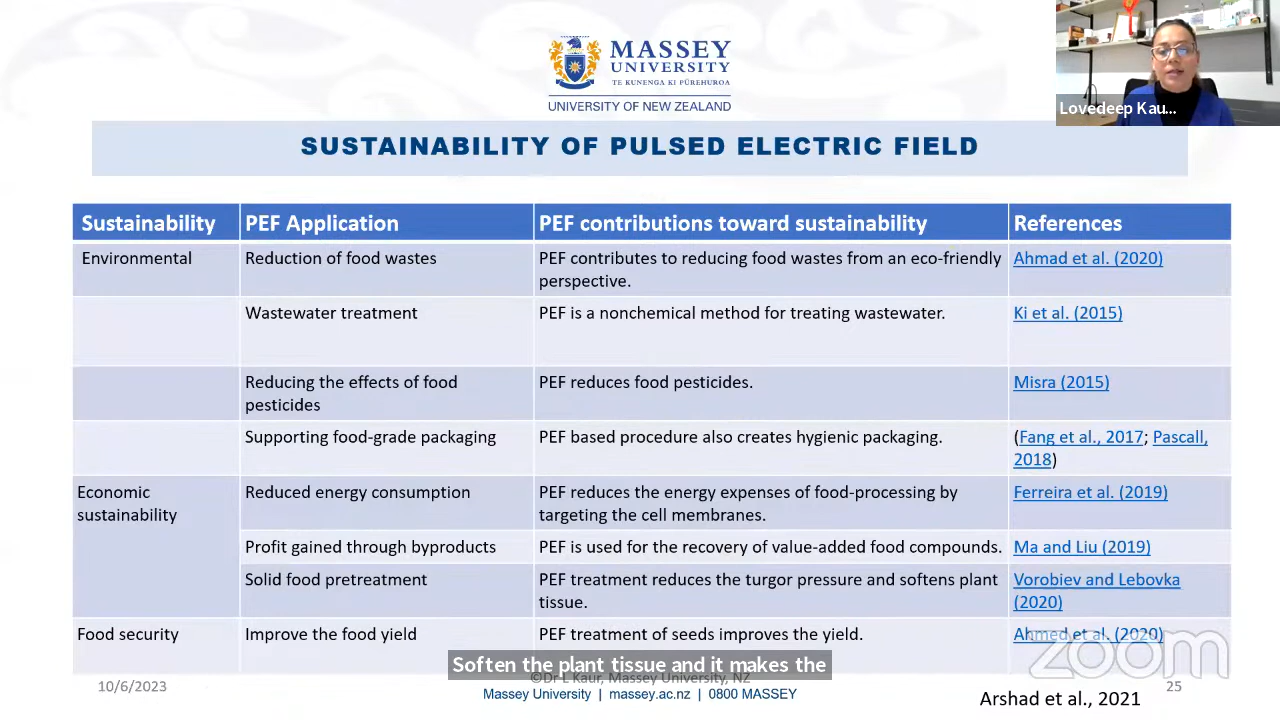 MASSEY
UNIVERSITY
TE KUNENGA KI PŪREHUROA
UNIVERSITY OF NEW ZEALAND
Lovedeep Kau...
SUSTAINABILITY OF PULSED ELECTRIC FIELD
Sustainability PEF Application PEF contributions toward sustainability References
Environmental Reduction of food wastes PEF contributes to reducing food wastes from an eco-friendly Ahmad et al. (2020)
perspective.
Wastewater treatment PEF is a nonchemical method for treating wastewater. Ki et al. (2015)
Reducing the effects of food PEF reduces food pesticides. Misra (2015)
pesticides
Supporting food-grade packaging PEF based procedure also creates hygienic packaging. (Fang et al., 2017; Pascall,
2018)
Economic Reduced energy consumption PEF reduces the energy expenses of food-processing by Ferreira et al. (2019)
sustainability targeting the cell membranes.
Profit gained through byproducts PEF is used for the recovery of value-added food compounds. Ma and Liu (2019)
Solid food pretreatment PEF treatment reduces the turgor pressure and softens plant Vorobiev and Lebovka
tissue. (2020)
Food security Improve the food yield PEF treatment of seeds improves the yield. Ahmed et al. (2020)
zoom
Soften the plant tissue and it makes the
10/6/2023 ©Dr L Kaur, Massey University, NZ 25
Massey University | massey.ac.nz | 0800 MASSEY
Arshad et al., 2021